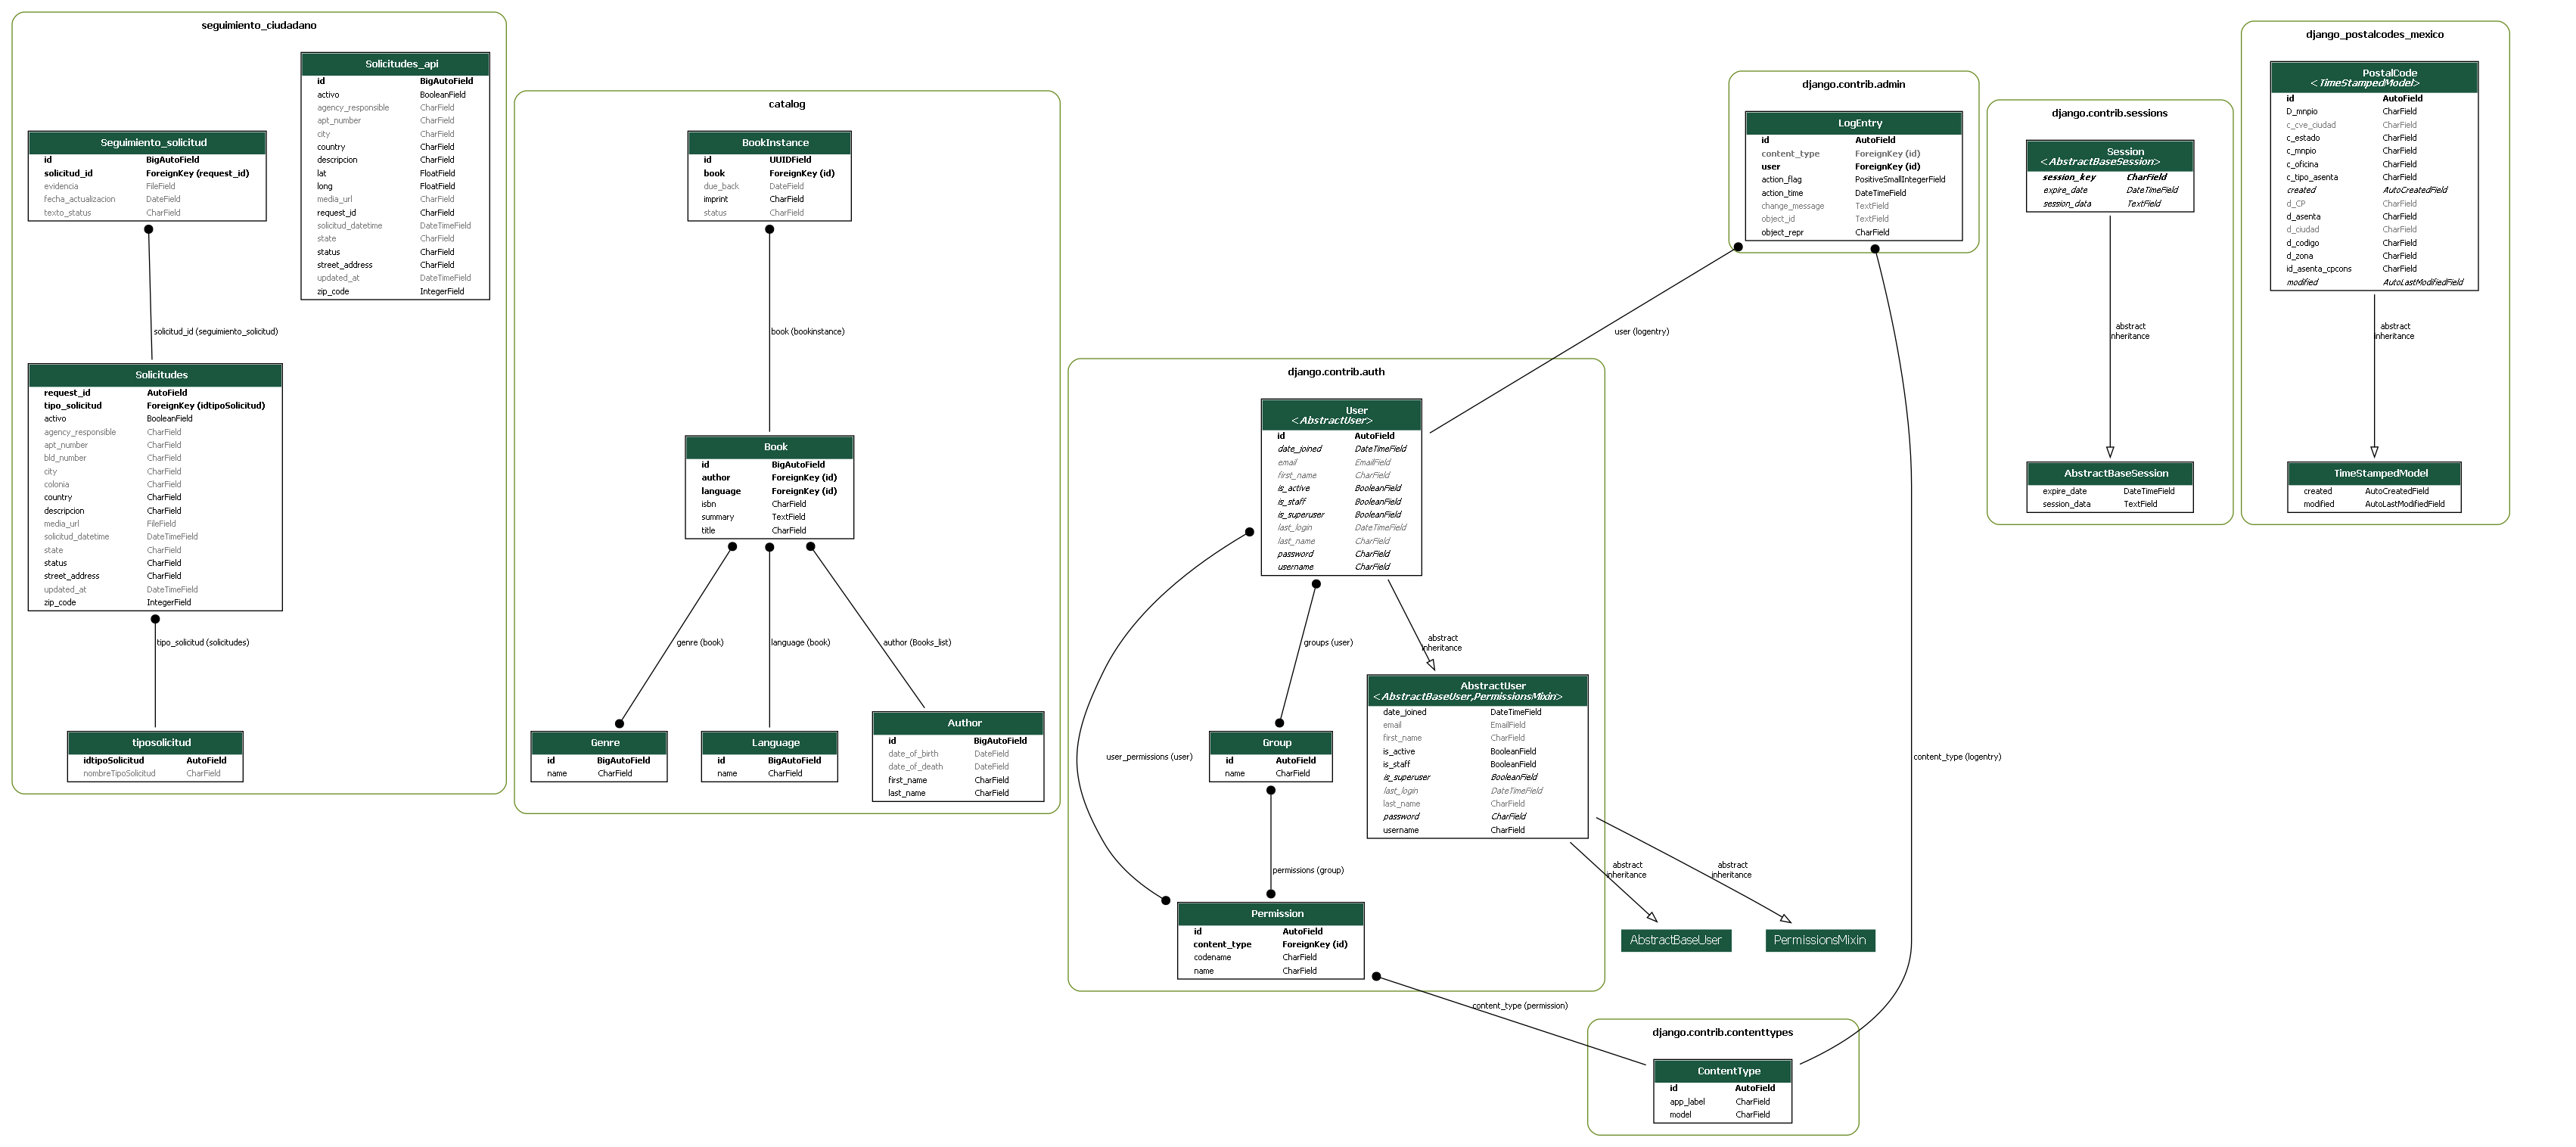 seguimiento_ciudadano
Solicitudes_api
id BigAutoField
activo BooleanField
agency_responsible CharField
apt_number CharField
city CharField
country CharField
descripcion CharField
lat FloatField
long FloatField
media_url CharField
request_id CharField
solicitud_datetime DateTimeField
state CharField
status CharField
street_address CharField
updated_at DateTimeField
zip_code IntegerField
Seguimiento_solicitud
id BigAutoField
solicitud_id ForeignKey (request_id)
evidencia FileField
fecha_actualizacion DateField
texto_status CharField
solicitud_id (seguimiento_solicitud)
Solicitudes
request_id AutoField
tipo_solicitud ForeignKey (idtipoSolicitud)
activo BooleanField
agency_responsible CharField
apt_number CharField
bld_number CharField
city CharField
colonia CharField
country CharField
descripcion CharField
media_url FileField
solicitud_datetime DateTimeField
state CharField
status CharField
street_address CharField
updated_at DateTimeField
zip_code IntegerField
tipo_solicitud (solicitudes)
tiposolicitud
idtipoSolicitud AutoField
nombreTipoSolicitud CharField
catalog
BookInstance
id UUIDField
book ForeignKey (id)
due_back DateField
imprint CharField
status CharField
book (bookinstance)
Book
id BigAutoField
author ForeignKey (id)
language ForeignKey (id)
isbn CharField
summary TextField
title CharField
genre (book)
language (book)
author (Books_list)
Genre
id BigAutoField
name CharField
Language
id BigAutoField
name CharField
Author
id BigAutoField
date_of_birth DateField
date_of_death DateField
first_name CharField
last_name CharField
django.contrib.admin
LogEntry
id AutoField
content_type ForeignKey (id)
user ForeignKey (id)
action_flag PositiveSmallIntegerField
action_time DateTimeField
change_message TextField
object_id TextField
object_repr CharField
user (logentry)
content_type (logentry)
django.contrib.auth
User
<AbstractUser>
id AutoField
date_joined DateTimeField
email EmailField
first_name CharField
is_active BooleanField
is_staff BooleanField
is_superuser BooleanField
last_login DateTimeField
last_name CharField
password CharField
username CharField
groups (user)
abstract
inheritance
user_permissions (user)
Group
id AutoField
name CharField
permissions (group)
AbstractUser
<AbstractBaseUser,PermissionsMixin>
date_joined DateTimeField
email EmailField
first_name CharField
is_active BooleanField
is_staff BooleanField
is_superuser BooleanField
last_login DateTimeField
last_name CharField
password CharField
username CharField
abstract
inheritance
abstract
inheritance
AbstractBaseUser
PermissionsMixin
Permission
id AutoField
content_type ForeignKey (id)
codename CharField
name CharField
content_type (permission)
django.contrib.contenttypes
ContentType
id AutoField
app_label CharField
model CharField
django.contrib.sessions
Session
<AbstractBaseSession>
session_key CharField
expire_date DateTimeField
session_data TextField
abstract
inheritance
AbstractBaseSession
expire_date DateTimeField
session_data TextField
django_postalcodes_mexico
PostalCode
<TimeStampedModel>
id AutoField
D_mnpio CharField
c_cve_ciudad CharField
c_estado CharField
c_mnpio CharField
c_oficina CharField
c_tipo_asenta CharField
created AutoCreatedField
d_CP CharField
d_asenta CharField
d_ciudad CharField
d_codigo CharField
d_zona CharField
id_asenta_cpcons CharField
modified AutoLastModifiedField
abstract
inheritance
TimeStampedModel
created AutoCreatedField
modified AutoLastModifiedField